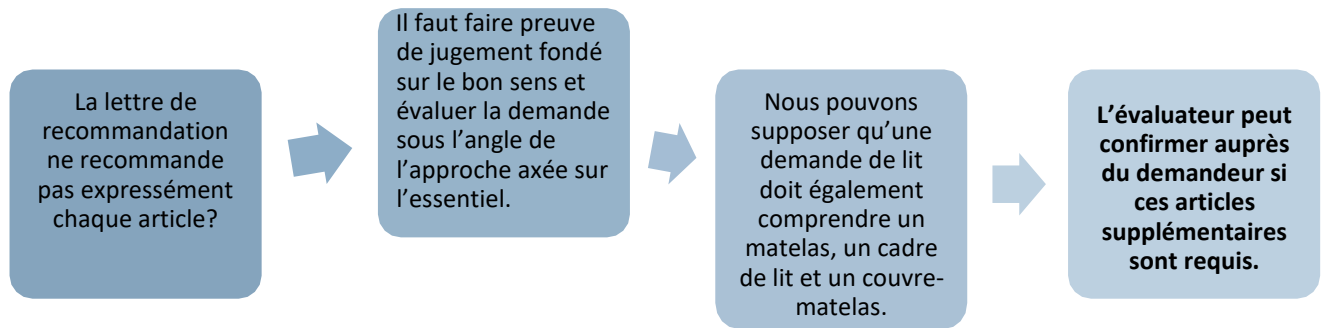 La lettre de
recommandation
ne recommande
pas expressément
chaque article?
Il faut faire preuve
de jugement fondé
sur le bon sens et
évaluer la demande
sous l’angle de
l’approche axée sur
l’essentiel.
Nous pouvons
supposer qu’une
demande de lit
doit également
comprendre un
matelas, un cadre
de lit et un couvre-
matelas.
L’évaluateur peut
confirmer auprès
du demandeur si
ces articles
supplémentaires
sont requis.